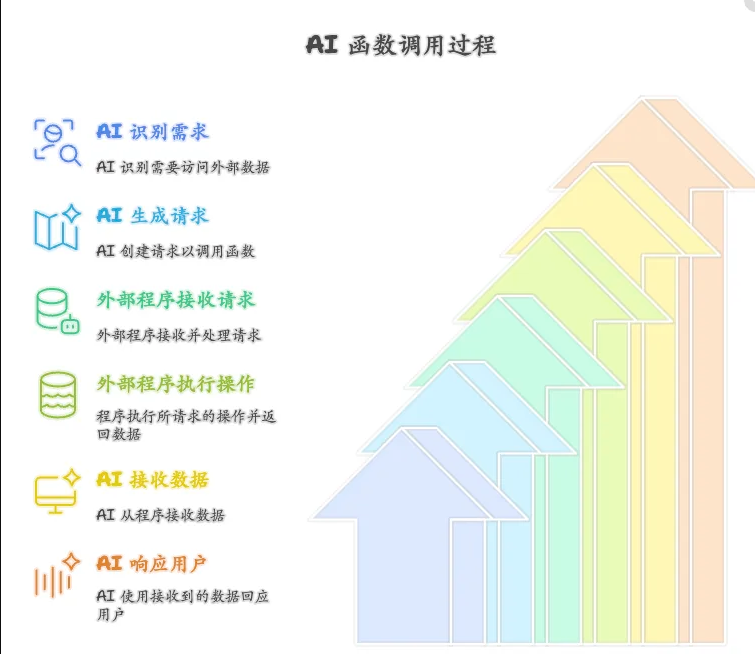 AI 函数调用过程
AI 识别需求
AI 识别需要访问外部数据
AI 生成请求
AI 创建请求以调用函数
外部程序接收请求
外部程序接收并处理请求
外部程序执行操作
程序执行所请求的操作并返
回数据
AI 接收数据
AI 从程序接收数据
AI 响应用户
AI 使用接收到的数据回应
用户